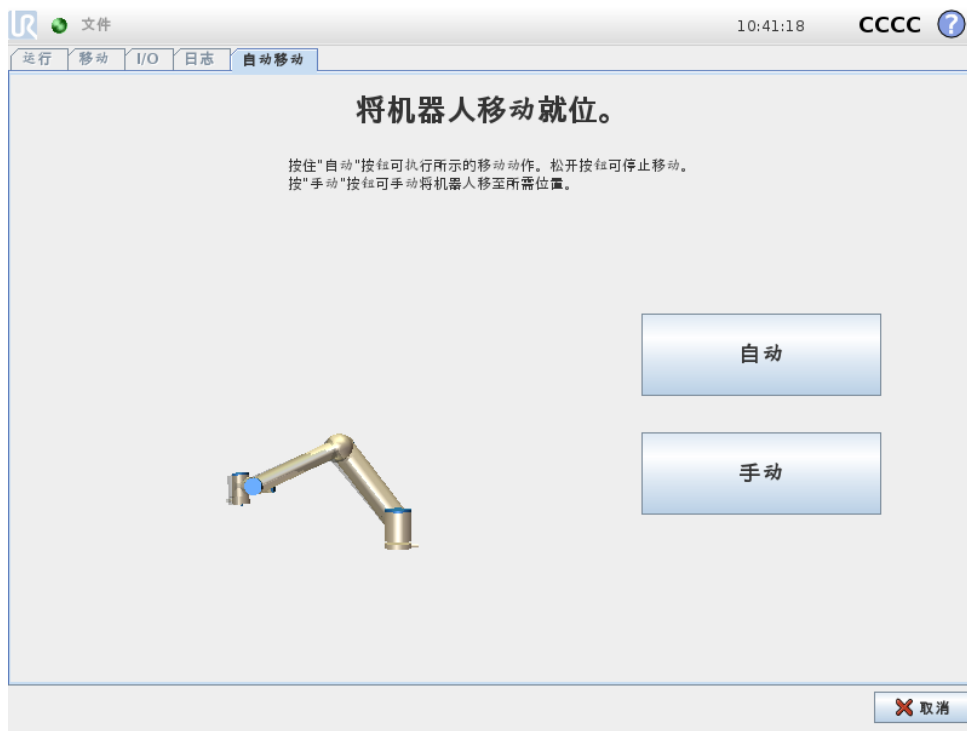 UR 文件 10:41:18 CCCC ?
运行 移动 I/O 日志 自动移动
将机器人移动就位。
按住"自动"按钮可执行所示的移动动作。松开按钮可停止移动。
按"手动"按钮可手动将机器人移至所需位置。
自动
手动
取消